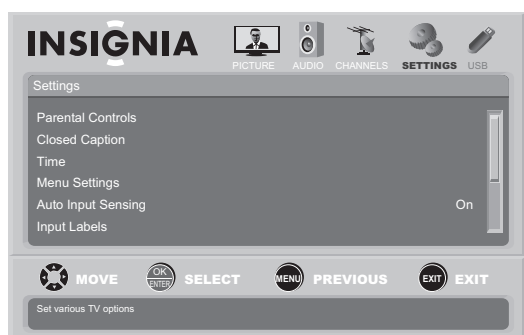 INSIGNIA
PICTURE AUDIO CHANNELS SETTINGS USB
Settings
Parental Controls
Closed Caption
Time
Menu Settings
Auto Input Sensing On
Input Labels
MOVE OK ENTER SELECT MENU PREVIOUS EXIT EXIT
Set various TV options